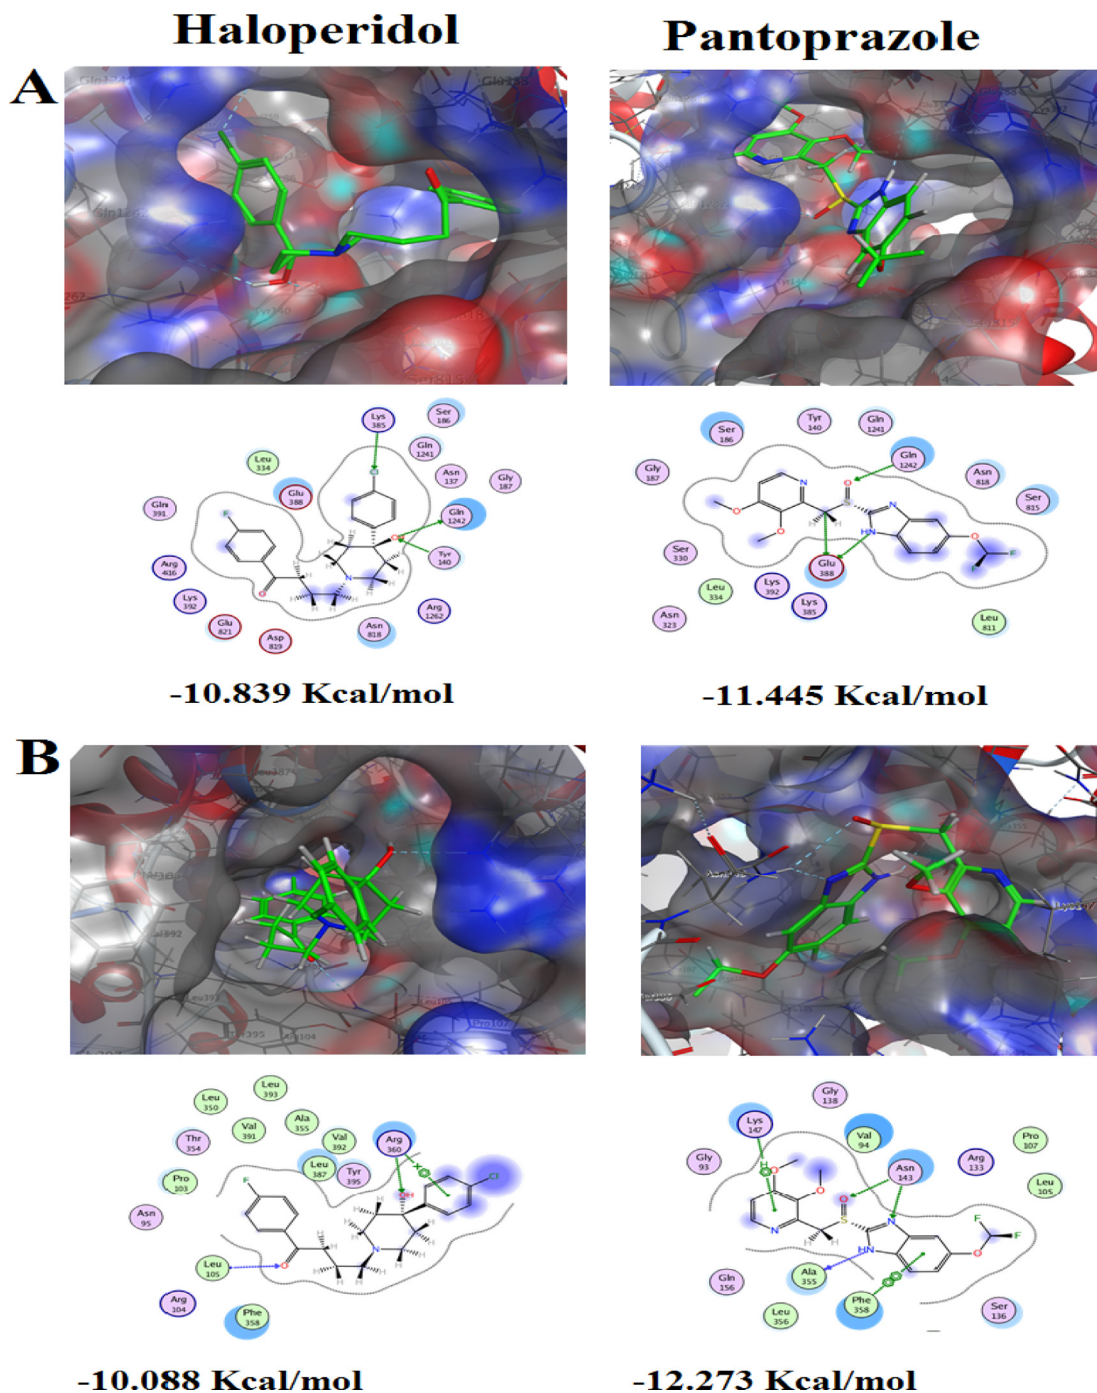 Haloperidol
Pantoprazole
A
Lys 385
Ser 186
Gln 1241
Leu 334
Asn 137
Gly 187
Glu 388
Gln 391
Gln 1242
Tyr 140
Arg 416
Lys 392
Glu 821
Asp 819
Asn 818
Arg 1262
Cl
F
OH
N
O
H
Tyr 140
Gln 1241
Ser 186
Gln 1242
Gly 187
Asn 818
Ser 815
Ser 330
Glu 388
Leu 334
Lys 392
Lys 385
Asn 323
Leu 811
N
O
S
HN
F
H
-10.839 Kcal/mol
-11.445 Kcal/mol
B
Leu 393
Leu 350
Ala 355
Val 391
Val 392
Thr 354
Arg 360
Leu 387
Tyr 395
Pro 103
Asn 95
Leu 105
Arg 104
Phe 358
F
Cl
OH
N
O
H
Gly 138
Lys 147
Val 94
Pro 107
Gly 93
Arg 133
Asn 143
Leu 105
Gln 156
Ala 355
Phe 358
Leu 356
Ser 136
O
N
S
HN
F
H
-10.088 Kcal/mol
-12.273 Kcal/mol